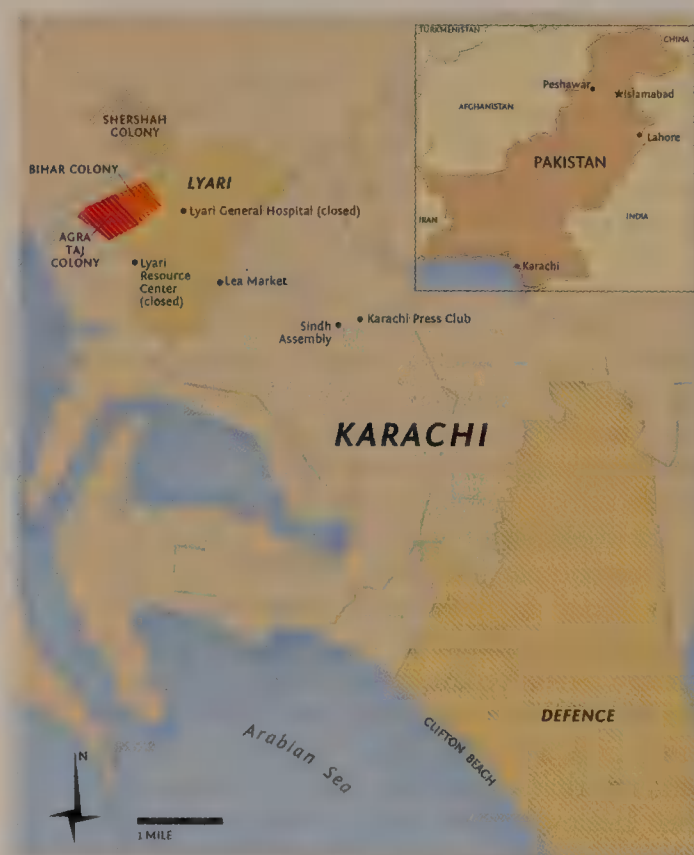 TURKMENISTAN
CHINA
Peshawar
Islamabad
AFGHANISTAN
Lahore
PAKISTAN
IRAN
INDIA
Karachi
SHERSHAH
COLONY
BIHAR COLONY
LYARI
Lyari General Hospital (closed)
AGRA
TAJ
COLONY
Lyari
Resource
Center
(closed)
Lea Market
Karachi Press Club
Sindh
Assembly
KARACHI
DEFENCE
CLIFTON BEACH
Arabian Sea
N
1 MILE